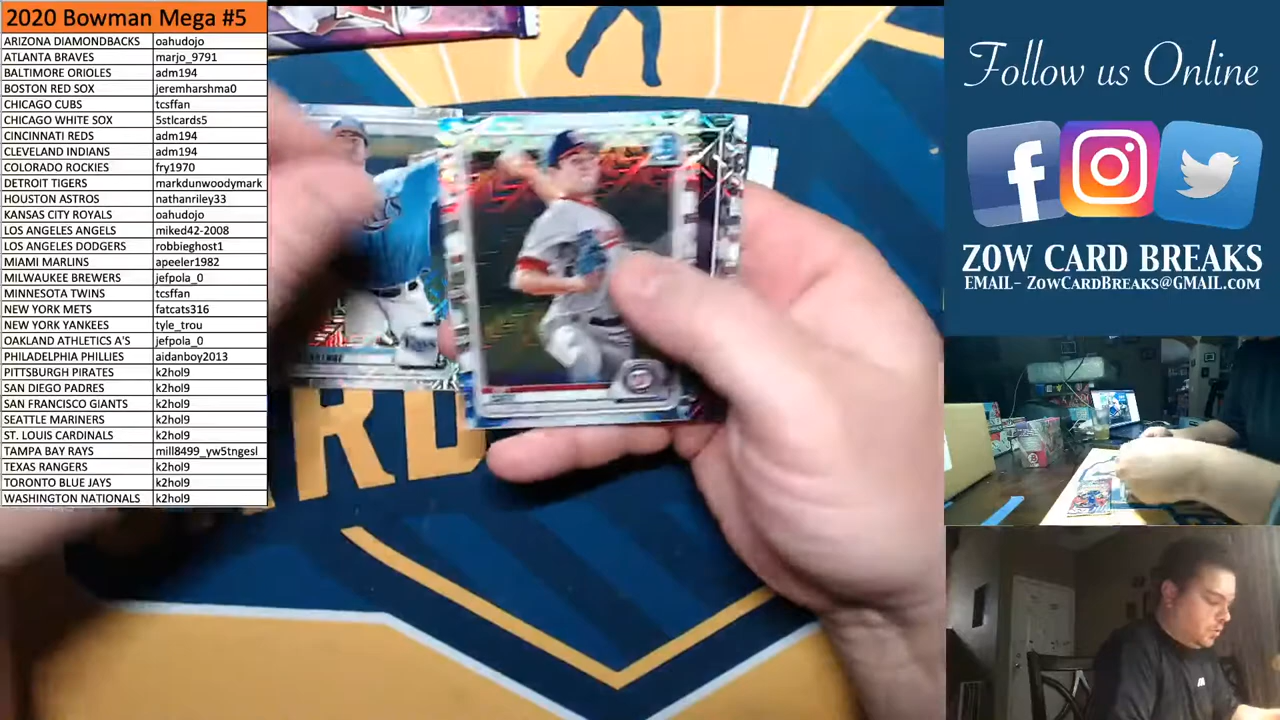 2020 Bowman Mega #5
ARIZONA DIAMONDBACKS oahudojo
ATLANTA BRAVES marjo_9791
BALTIMORE ORIOLES adm194
BOSTON RED SOX jeremharshma0
CHICAGO CUBS tcsffan
CHICAGO WHITE SOX 5stlcards5
CINCINNATI REDS adm194
CLEVELAND INDIANS adm194
COLORADO ROCKIES fry1970
DETROIT TIGERS markdunwoodymark
HOUSTON ASTROS nathanriley33
KANSAS CITY ROYALS oahudojo
LOS ANGELES ANGELS miked42-2008
LOS ANGELES DODGERS robbieghost1
MIAMI MARLINS apeeler1982
MILWAUKEE BREWERS jefpola_0
MINNESOTA TWINS tcsffan
NEW YORK METS fatcats316
NEW YORK YANKEES tyle_trou
OAKLAND ATHLETICS A'S jefpola_0
PHILADELPHIA PHILLIES aidanboy2013
PITTSBURGH PIRATES k2hol9
SAN DIEGO PADRES k2hol9
SAN FRANCISCO GIANTS k2hol9
SEATTLE MARINERS k2hol9
ST. LOUIS CARDINALS k2hol9
TAMPA BAY RAYS mill8499_yw5tngesl
TEXAS RANGERS k2hol9
TORONTO BLUE JAYS k2hol9
WASHINGTON NATIONALS k2hol9
RD
Follow us Online
ZOW CARD BREAKS
EMAIL- ZowCardBreaks@GMAIL.com